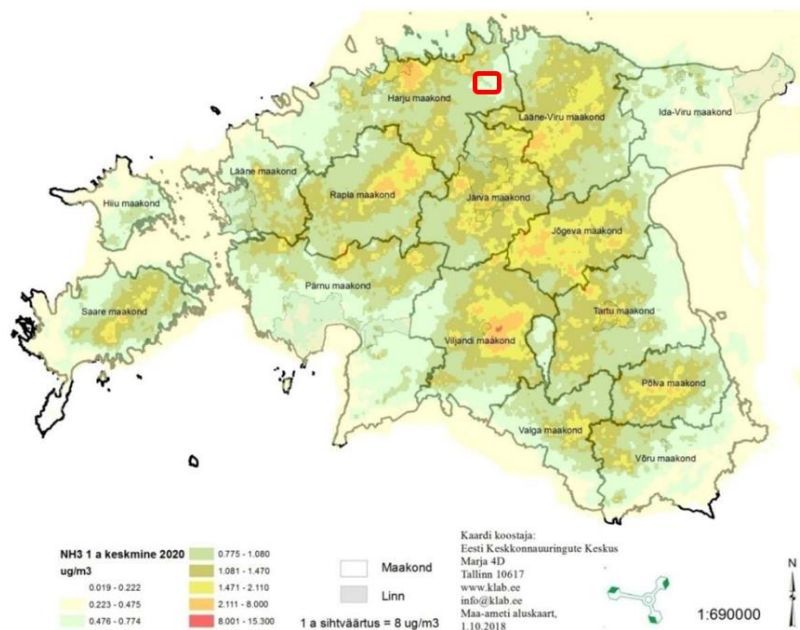 Harju maakond
Lääne-Viru maakond
Ida-Viru maakond
Lääne maakond
Hiiu maakond
Rapla maakond
Järva maakond
Jõgeva maakond
Pärnu maakond
Saare maakond
Tartu maakond
Viljandi maakond
Põlva maakond
Valga maakond
Võru maakond
NH3 1 a keskmine 2020
ug/m3
0.019 - 0.222
0.223 - 0.475
0.476 - 0.774
0.775 - 1.080
1.081 - 1.470
1.471 - 2.110
2.111 - 8.000
8.001 - 15.300
Maakond
Linn
1 a sihtväärtus = 8 ug/m3
Kaardi koostaja:
Eesti Keskkonnauuringute Keskus
Marja 4D
Tallinn 10617
www.klab.ee
info@klab.ee
Maa-ameti aluskaart,
1.10.2018
1:690000
N